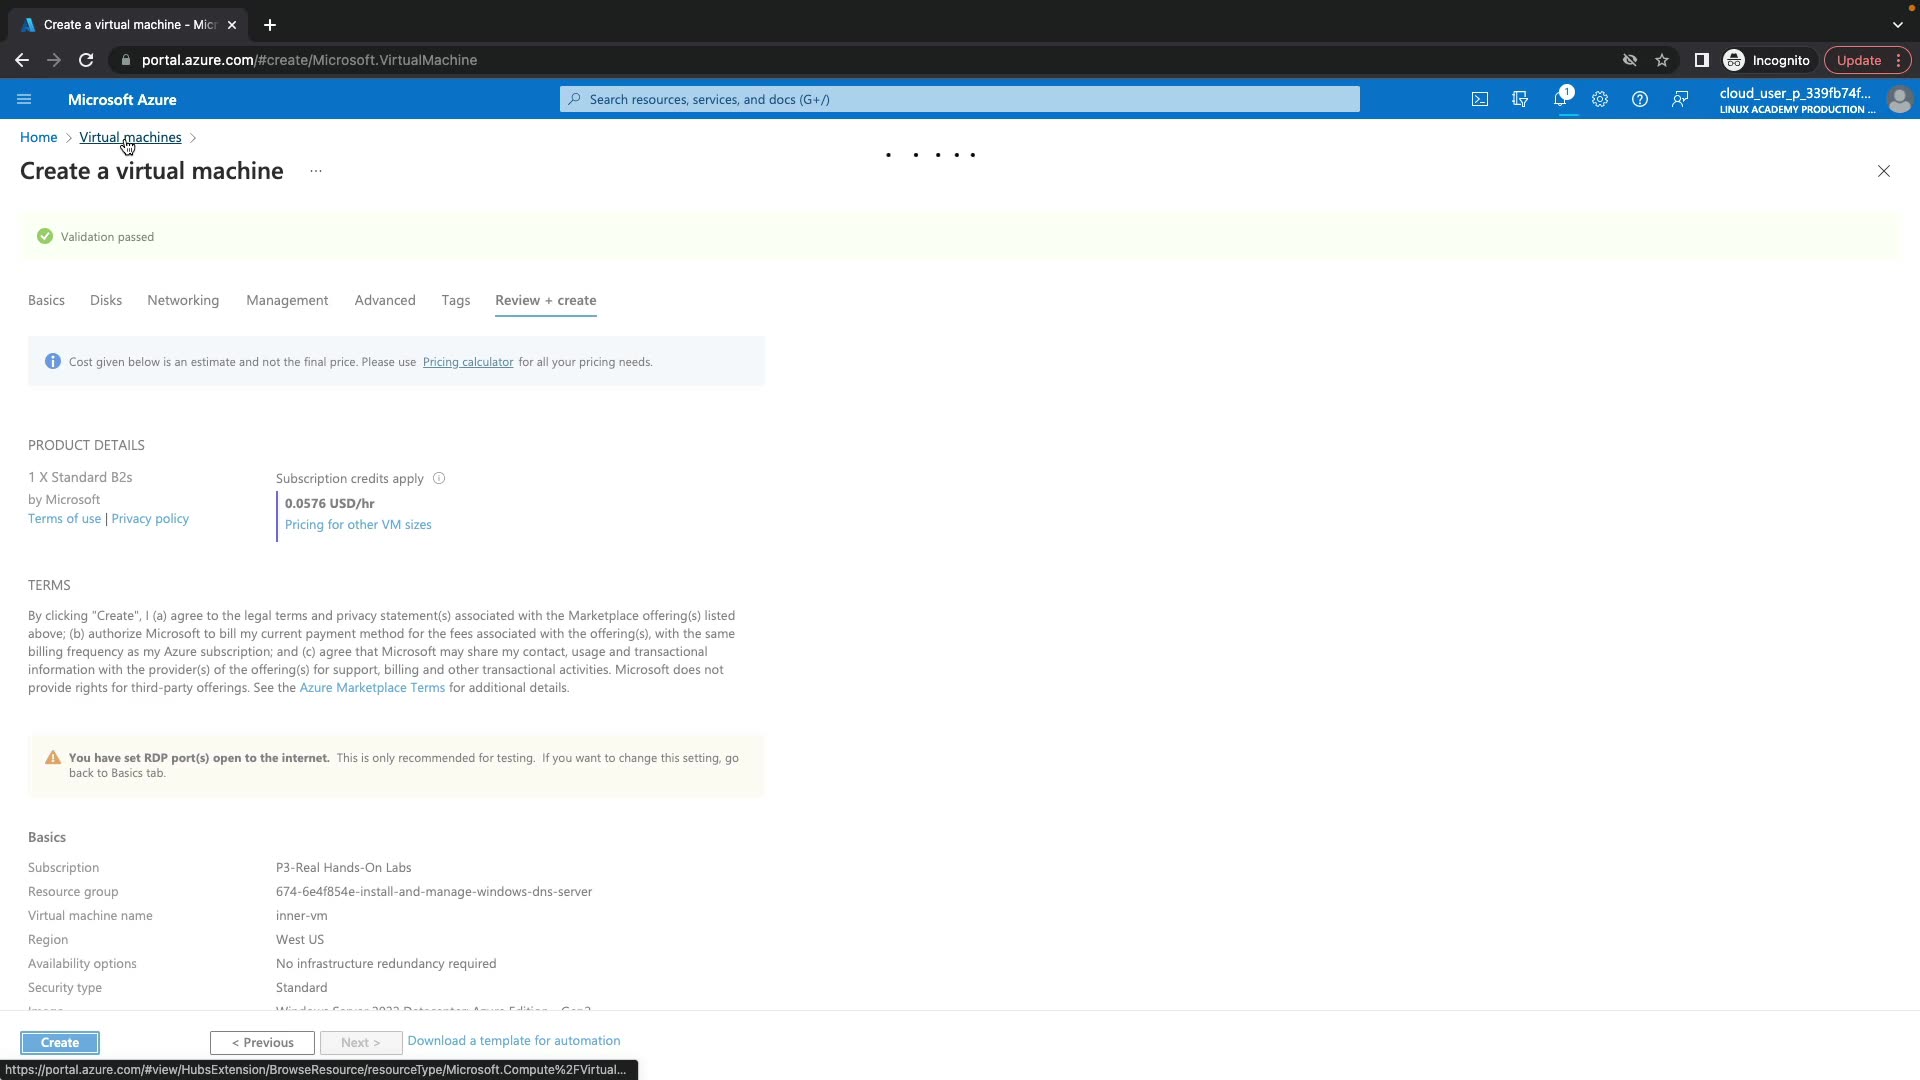 Create a virtual machine - Micr
portal.azure.com/#create/Microsoft.VirtualMachine
Incognito
Update
Microsoft Azure
Search resources, services, and docs (G+/)
1
cloud_user_p_339fb74f...
LINUX ACADEMY PRODUCTION ...
Home > Virtual machines >
Create a virtual machine ...
Validation passed
Basics Disks Networking Management Advanced Tags Review + create
Cost given below is an estimate and not the final price. Please use Pricing calculator for all your pricing needs.
PRODUCT DETAILS
1 X Standard B2s
by Microsoft
Terms of use | Privacy policy
Subscription credits apply
0.0576 USD/hr
Pricing for other VM sizes
TERMS
By clicking "Create", I (a) agree to the legal terms and privacy statement(s) associated with the Marketplace offering(s) listed
above; (b) authorize Microsoft to bill my current payment method for the fees associated with the offering(s), with the same
billing frequency as my Azure subscription; and (c) agree that Microsoft may share my contact, usage and transactional
information with the provider(s) of the offering(s) for support, billing and other transactional activities. Microsoft does not
provide rights for third-party offerings. See the Azure Marketplace Terms for additional details.
You have set RDP port(s) open to the internet. This is only recommended for testing. If you want to change this setting, go
back to Basics tab.
Basics
Subscription P3-Real Hands-On Labs
Resource group 674-6e4f854e-install-and-manage-windows-dns-server
Virtual machine name inner-vm
Region West US
Availability options No infrastructure redundancy required
Security type Standard
Create
< Previous
Next >
Download a template for automation
https://portal.azure.com/#view/HubsExtension/BrowseResource/resourceType/Microsoft.Compute%2FVirtual...